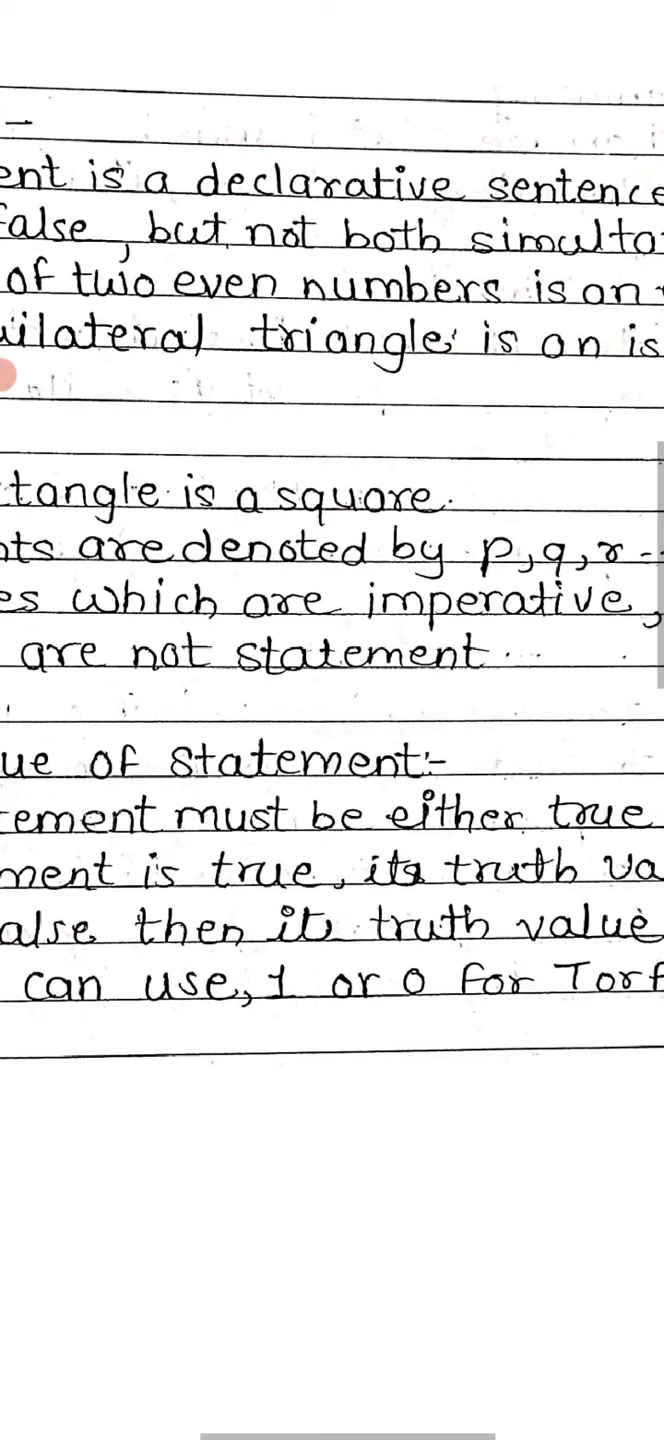 ent is a declarative sentence
false, but not both simulta
of two even numbers is an
uilateral triangle is an is
tangle is a square.
nts are denoted by p, q, r -
es which are imperative,
are not statement
ue of statement:-
tement must be either true
ment is true, its truth va
alse then its truth value
can use, 1 or 0 for T or F